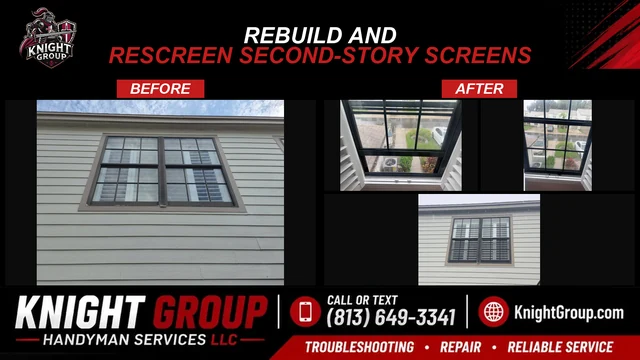 KNIGHT
GROUP
REBUILD AND
RESCREEN SECOND-STORY SCREENS
BEFORE
AFTER
KNIGHT GROUP
HANDYMAN SERVICES LLC
CALL OR TEXT
(813) 649-3341
KnightGroup.com
TROUBLESHOOTING • REPAIR • RELIABLE SERVICE